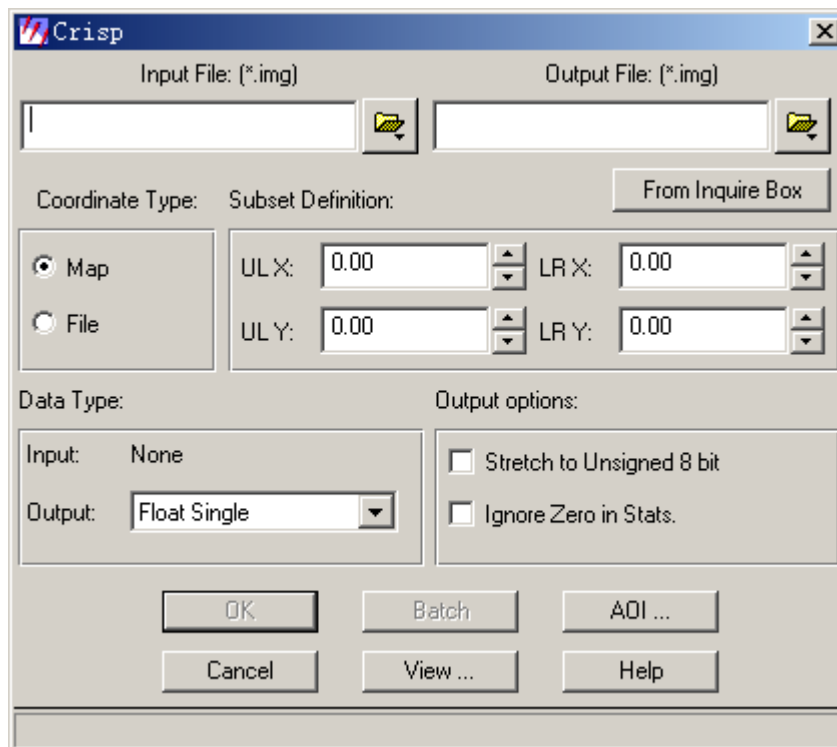 Crisp
Input File: (*.img) Output File: (*.img)
From Inquire Box
Coordinate Type: Subset Definition:
Map UL X: 0.00 LR X: 0.00
File UL Y: 0.00 LR Y: 0.00
Data Type: Output options:
Input: None Stretch to Unsigned 8 bit
Output: Float Single Ignore Zero in Stats.
OK Batch AOI ...
Cancel View ... Help